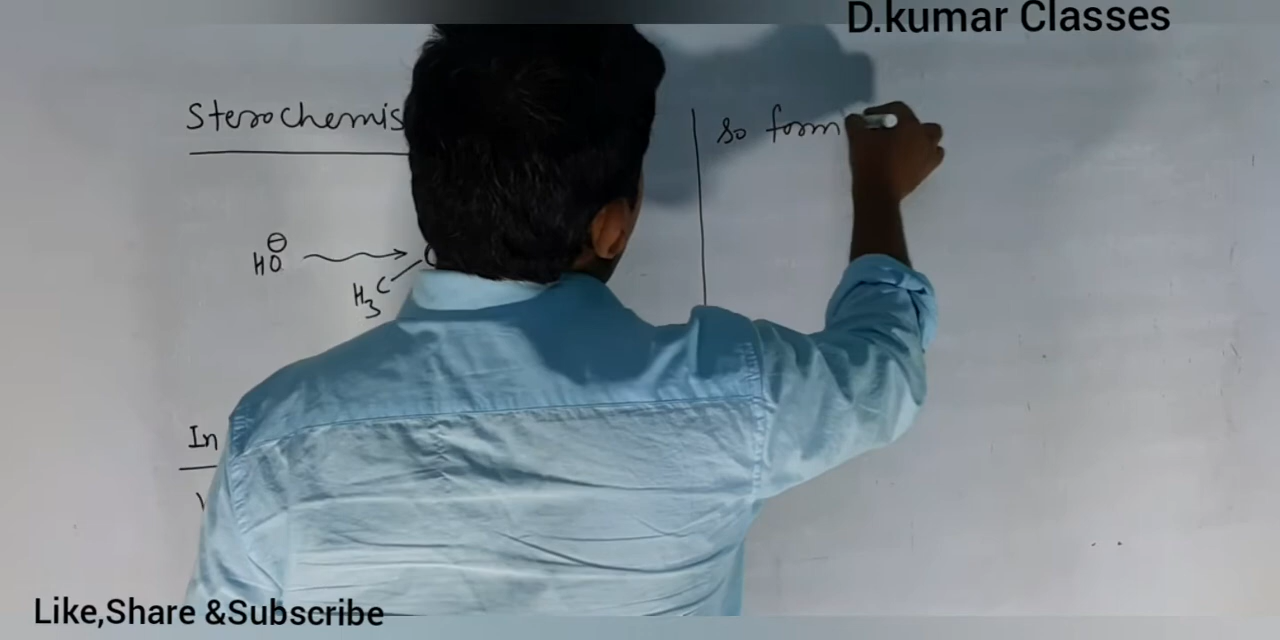 D.kumar Classes
Sterochemis
so form
HO
⊖
H3C
In
Like,Share &Subscribe